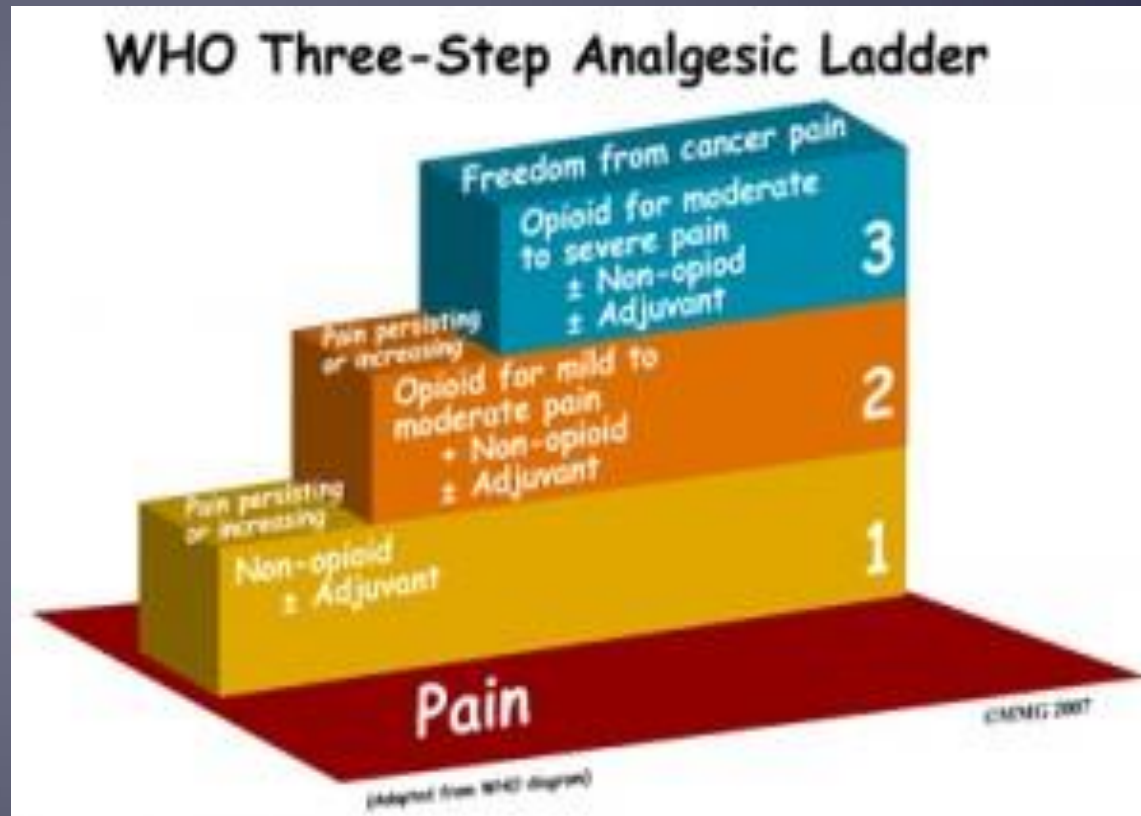 WHO Three-Step Analgesic Ladder
Freedom from cancer pain
Opioid for moderate
to severe pain
± Non-opiod
± Adjuvant
3
Pain persisting
or increasing
Opioid for mild to
moderate pain
+ Non-opioid
± Adjuvant
2
Pain persisting
or increasing
Non-opioid
± Adjuvant
1
Pain
©MMG 2007
(Adapted from WHO diagram)